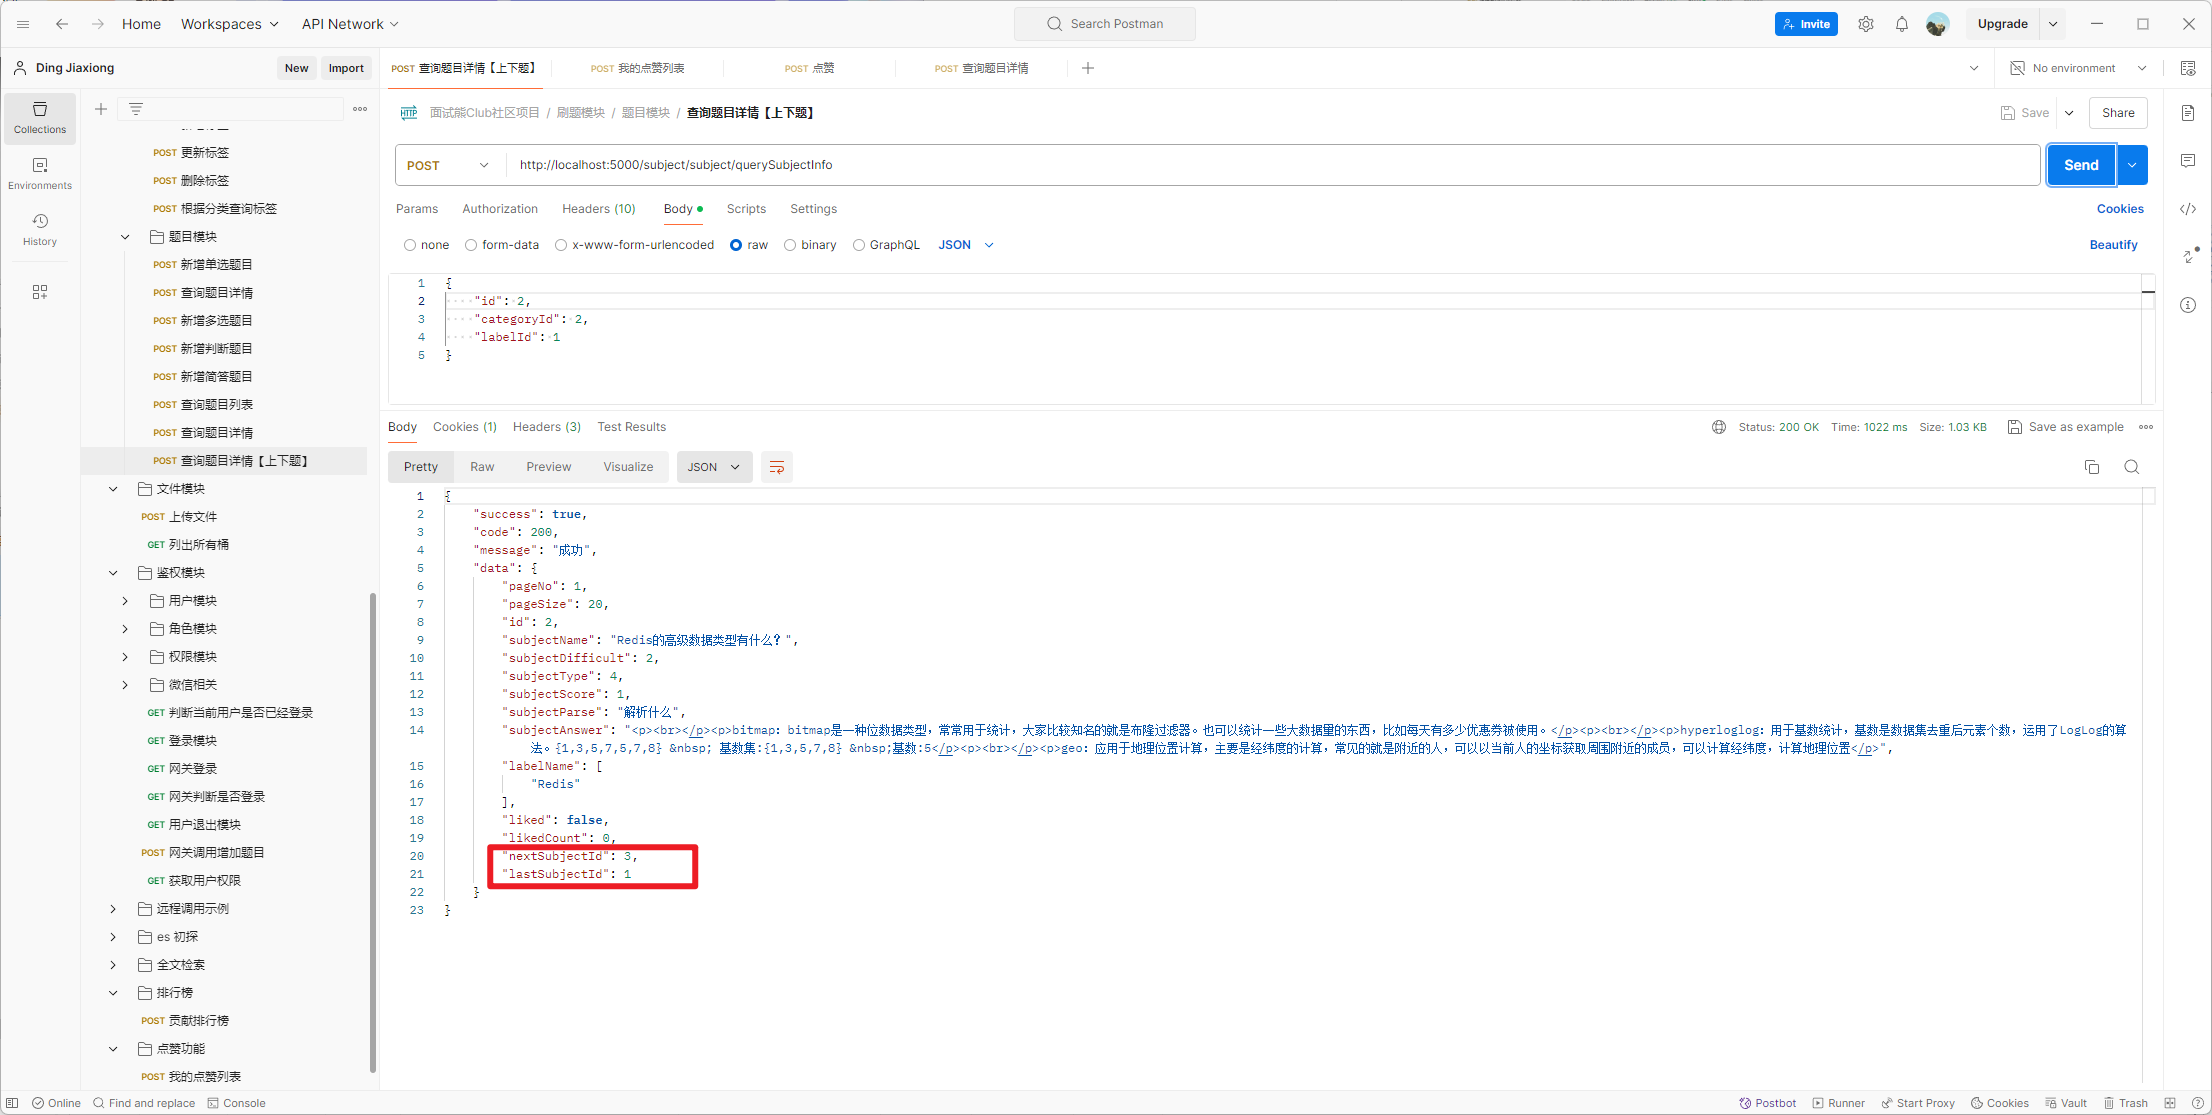 Home
Workspaces
API Network
Search Postman
Invite
Upgrade
Ding Jiaxiong
New
Import
POST 查询题目详情【上下题】
POST 我的点赞列表
POST 点赞
POST 查询题目详情
No environment
Collections
Environments
History
POST 更新标签
POST 删除标签
POST 根据分类查询标签
题目模块
POST 新增单选题目
POST 查询题目详情
POST 新增多选题目
POST 新增判断题目
POST 新增简答题目
POST 查询题目列表
POST 查询题目详情
POST 查询题目详情【上下题】
文件模块
POST 上传文件
GET 列出所有桶
鉴权模块
用户模块
角色模块
权限模块
微信相关
GET 判断当前用户是否已经登录
GET 登录模块
GET 网关登录
GET 网关判断是否登录
GET 用户退出模块
POST 网关调用增加题目
GET 获取用户权限
远程调用示例
es 初探
全文检索
排行榜
POST 贡献排行榜
点赞功能
POST 我的点赞列表
HTTP 面试熊Club社区项目 / 刷题模块 / 题目模块 / 查询题目详情【上下题】
Save
Share
POST
http://localhost:5000/subject/subject/querySubjectInfo
Send
Params
Authorization
Headers (10)
Body
Scripts
Settings
Cookies
none
form-data
x-www-form-urlencoded
raw
binary
GraphQL
JSON
Beautify
1 {
2 "id": 2,
3 "categoryId": 2,
4 "labelId": 1
5 }
Body
Cookies (1)
Headers (3)
Test Results
Status: 200 OK
Time: 1022 ms
Size: 1.03 KB
Save as example
Pretty
Raw
Preview
Visualize
JSON
1 {
2 "success": true,
3 "code": 200,
4 "message": "成功",
5 "data": {
6 "pageNo": 1,
7 "pageSize": 20,
8 "id": 2,
9 "subjectName": "Redis的高级数据类型有什么？",
10 "subjectDifficult": 2,
11 "subjectType": 4,
12 "subjectScore": 1,
13 "subjectParse": "解析什么",
14 "subjectAnswer": "<p><br></p><p>bitmap：bitmap是一种位数据类型，常常用于统计，大家比较知名的就是布隆过滤器。也可以统计一些大数据量的东西，比如每天有多少优惠券被使用。</p><p><br></p><p>hyperloglog：用于基数统计，基数是数据集去重后元素个数，运用了LogLog的算
法。{1,3,5,7,5,7,8} &nbsp; 基数集:{1,3,5,7,8} &nbsp;基数:5</p><p><br></p><p>geo：应用于地理位置计算，主要是经纬度的计算，常见的就是附近的人，可以以当前人的坐标获取周围附近的成员，可以计算经纬度，计算地理位置</p>",
15 "labelName": [
16 "Redis"
17 ],
18 "liked": false,
19 "likedCount": 0,
20 "nextSubjectId": 3,
21 "lastSubjectId": 1
22 }
23 }
Online
Find and replace
Console
Postbot
Runner
Start Proxy
Cookies
Vault
Trash